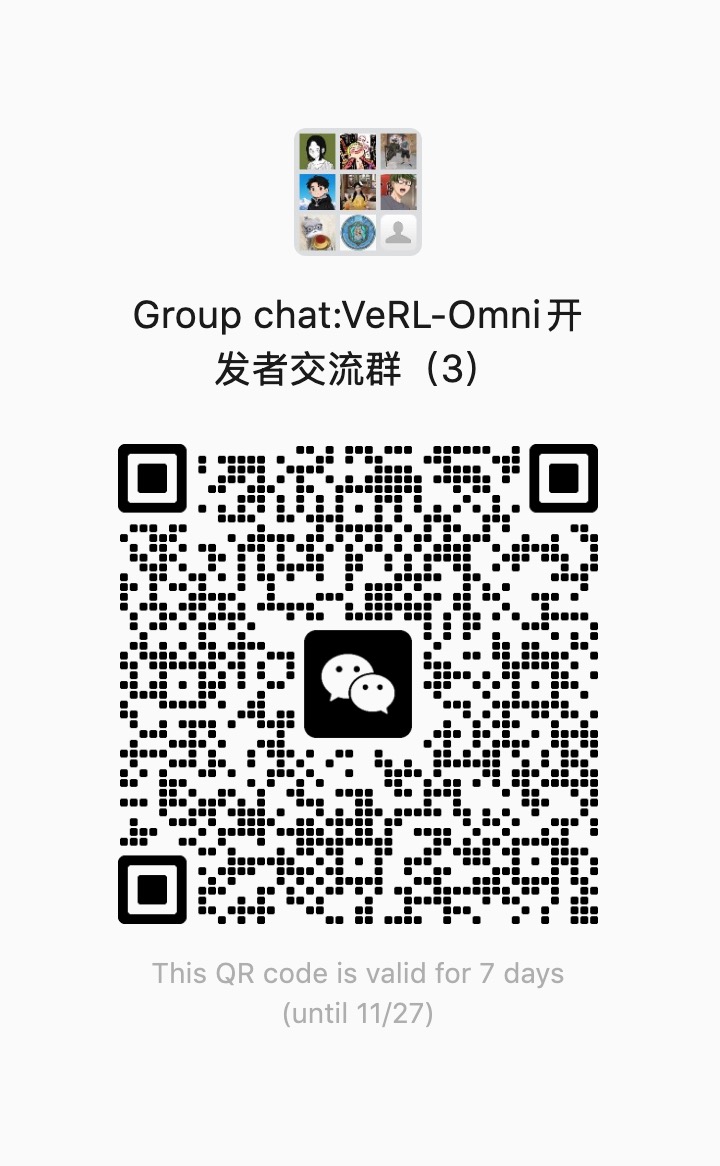 Group chat:VeRL-Omni开
发者交流群（3）
This QR code is valid for 7 days
(until 11/27)